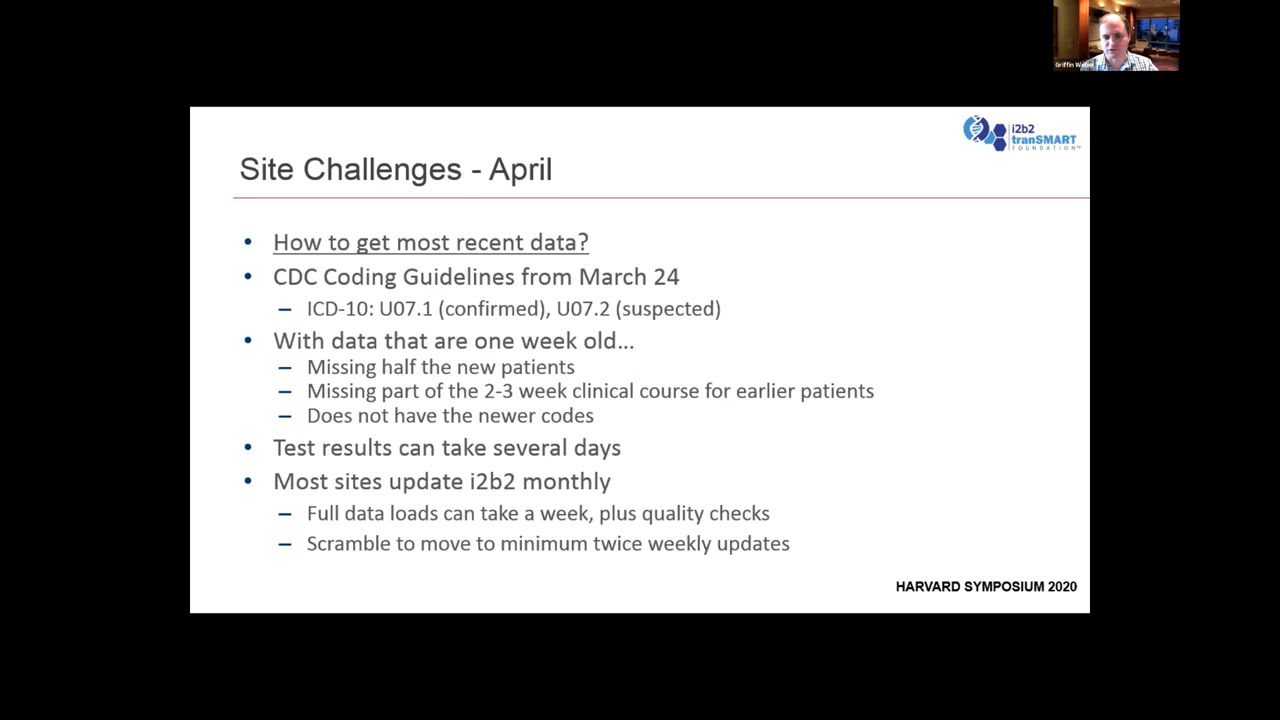 Griffin Weber
i2b2
tranSMART
FOUNDATION™
Site Challenges - April
• How to get most recent data?
• CDC Coding Guidelines from March 24
– ICD-10: U07.1 (confirmed), U07.2 (suspected)
• With data that are one week old…
– Missing half the new patients
– Missing part of the 2-3 week clinical course for earlier patients
– Does not have the newer codes
• Test results can take several days
• Most sites update i2b2 monthly
– Full data loads can take a week, plus quality checks
– Scramble to move to minimum twice weekly updates
HARVARD SYMPOSIUM 2020